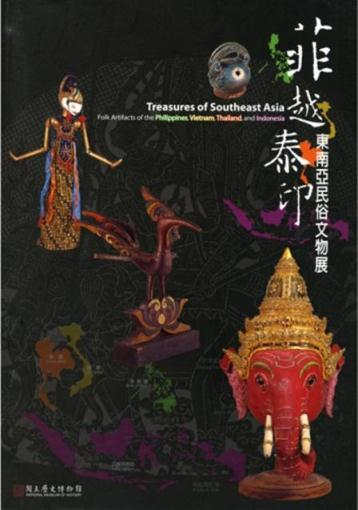 菲越泰印
東南亞民俗文物展
Treasures of Southeast Asia
Folk Artifacts of the Philippines, Vietnam, Thailand, and Indonesia
國立歷史博物館
NATIONAL MUSEUM OF HISTORY